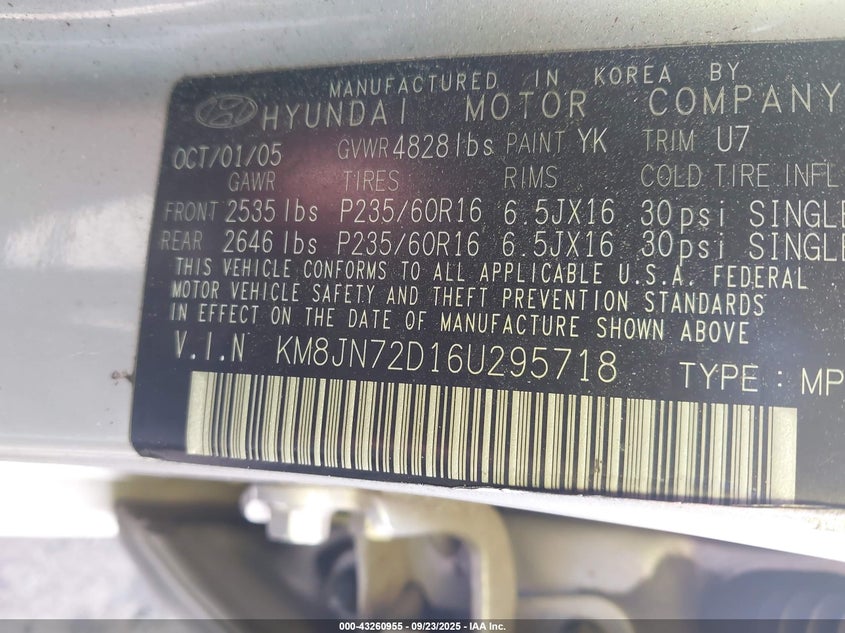 MANUFACTURED IN KOREA BY
HYUNDAI MOTOR COMPANY
OCT/01/05 GVWR 4828 lbs PAINT YK TRIM U7
GAWR TIRES RIMS COLD TIRE INFL
FRONT 2535 lbs P235/60R16 6.5JX16 30psi SINGLE
REAR 2646 lbs P235/60R16 6.5JX16 30psi SINGLE
THIS VEHICLE CONFORMS TO ALL APPLICABLE U.S.A. FEDERAL
MOTOR VEHICLE SAFETY AND THEFT PREVENTION STANDARDS
IN EFFECT ON THE DATE OF MANUFACTURE SHOWN ABOVE
V.I.N KM8JN72D16U295718 TYPE : MP
000-43260955 - 09/23/2025 - Copart, Inc. - IAA